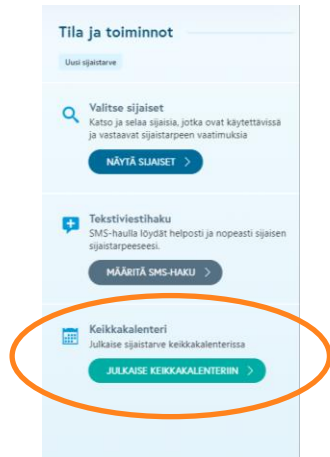 Tila ja toiminnot
Uusi sijaistarve
Valitse sijaiset
Katso ja selaa sijaisia, jotka ovat käytettävissä
ja vastaavat sijaistarpeen vaatimuksia
NÄYTÄ SIJAISET >
Tekstiviestihaku
SMS-haulla löydät helposti ja nopeasti sijaisen
sijaistarpeeseesi.
MÄÄRITÄ SMS-HAKU >
Keikkakalenteri
Julkaise sijaistarve keikkakalenterissa
JULKAISE KEIKKAKALENTERIIN >